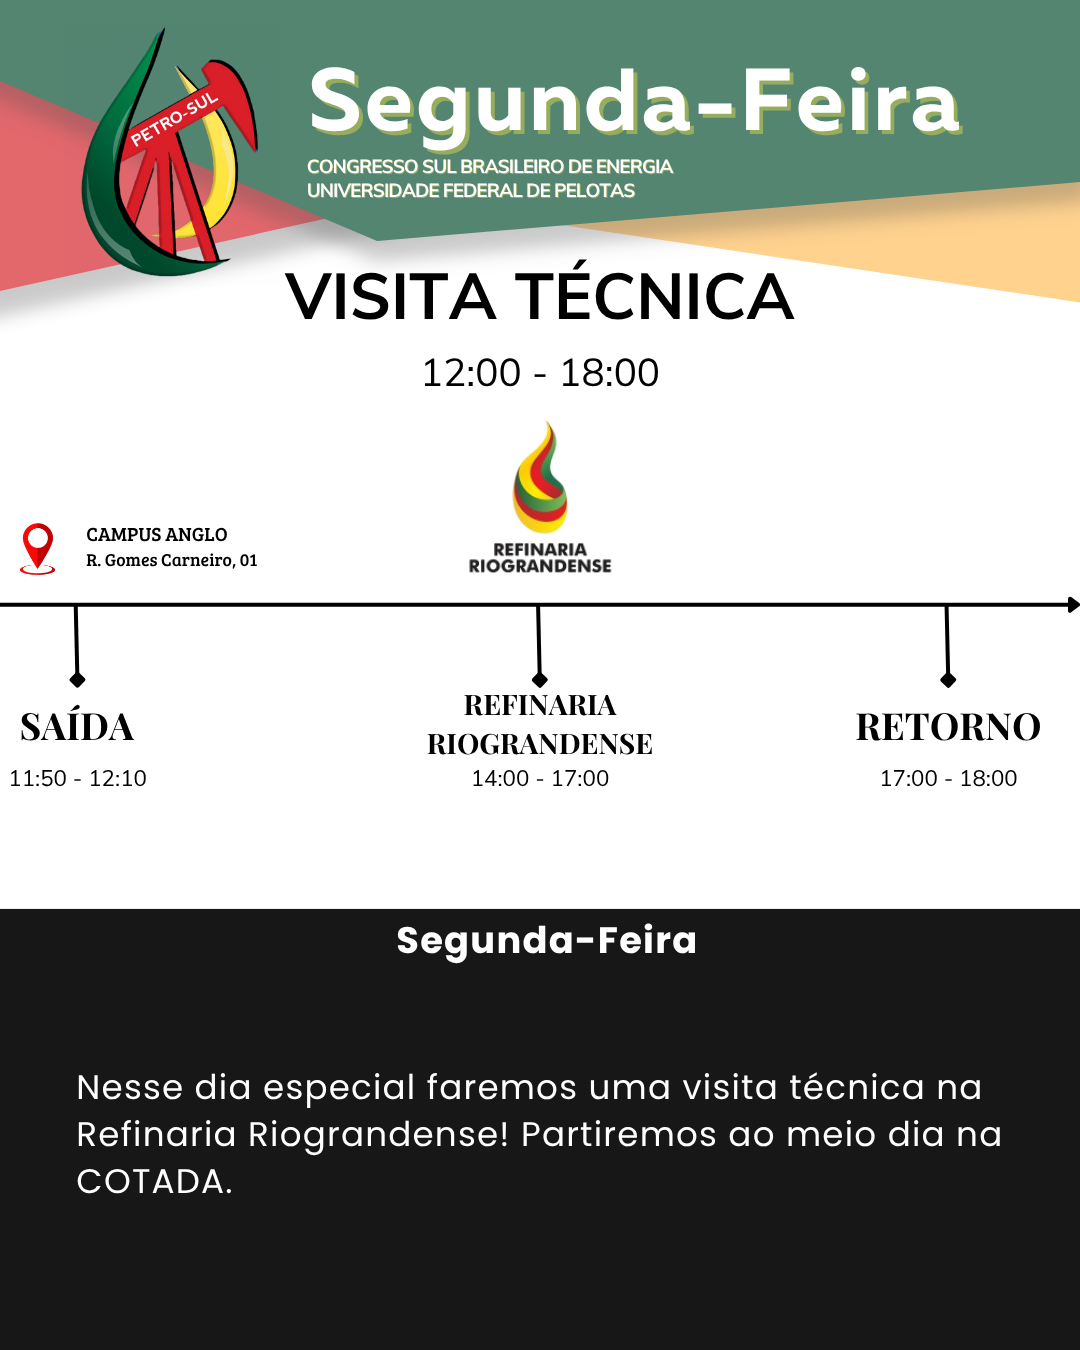 PETRO-SUL
Segunda-Feira
CONGRESSO SUL BRASILEIRO DE ENERGIA
UNIVERSIDADE FEDERAL DE PELOTAS
VISITA TÉCNICA
12:00 - 18:00
REFINARIA
RIOGRANDENSE
CAMPUS ANGLO
R. Gomes Carneiro, 01
SAÍDA
11:50 - 12:10
REFINARIA
RIOGRANDENSE
14:00 - 17:00
RETORNO
17:00 - 18:00
Segunda-Feira
Nesse dia especial faremos uma visita técnica na
Refinaria Riograndense! Partiremos ao meio dia na
COTADA.